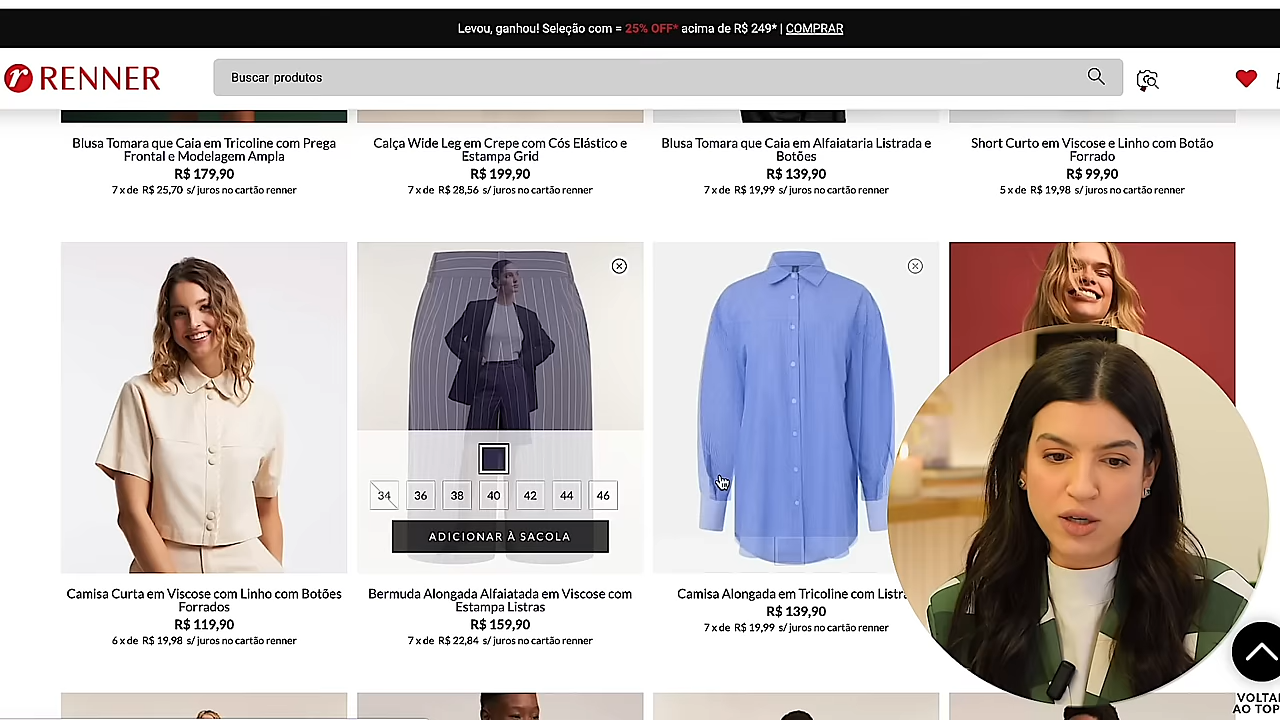 Levou, ganhou! Seleção com = 25% OFF* acima de R$ 249* | COMPRAR
r RENNER
Buscar produtos
Blusa Tomara que Caia em Tricoline com Prega
Frontal e Modelagem Ampla
R$ 179,90
7 x de R$ 25,70 s/ juros no cartão renner
Calça Wide Leg em Crepe com Cós Elástico e
Estampa Grid
R$ 199,90
7 x de R$ 28,56 s/ juros no cartão renner
Blusa Tomara que Caia em Alfaiataria Listrada e
Botões
R$ 139,90
7 x de R$ 19,99 s/ juros no cartão renner
Short Curto em Viscose e Linho com Botão
Forrado
R$ 99,90
5 x de R$ 19,98 s/ juros no cartão renner
34 36 38 40 42 44 46
ADICIONAR À SACOLA
Camisa Curta em Viscose com Linho com Botões
Forrados
R$ 119,90
6 x de R$ 19,98 s/ juros no cartão renner
Bermuda Alongada Alfaiatada em Viscose com
Estampa Listras
R$ 159,90
7 x de R$ 22,84 s/ juros no cartão renner
Camisa Alongada em Tricoline com
R$ 139,90
7 x de R$ 19,99 s/ juros no cartão renner
AO